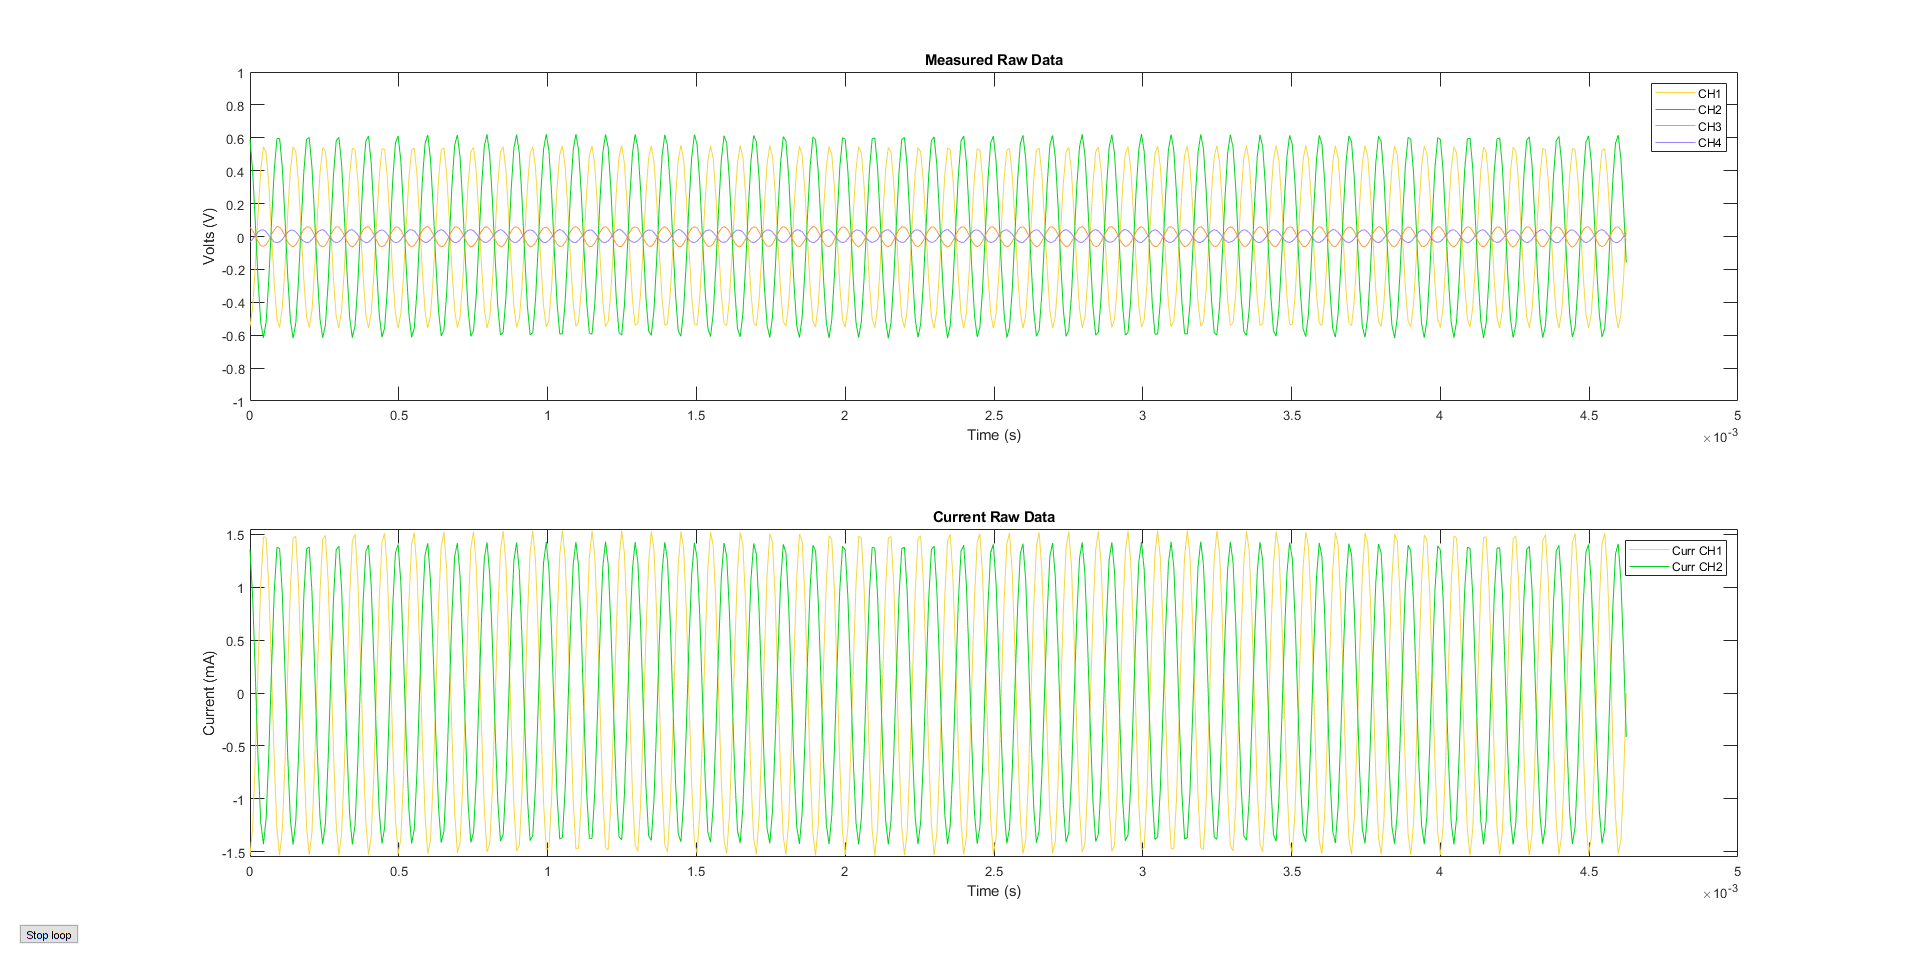 Measured Raw Data
1
0.8
0.6
0.4
0.2
0
-0.2
-0.4
-0.6
-0.8
-1
Volts (V)
CH1
CH2
CH3
CH4
0 0.5 1 1.5 2 2.5 3 3.5 4 4.5 5
Time (s)
×10-3
Current Raw Data
1.5
1
0.5
0
-0.5
-1
-1.5
Current (mA)
Curr CH1
Curr CH2
0 0.5 1 1.5 2 2.5 3 3.5 4 4.5 5
Time (s)
×10-3
Stop loop